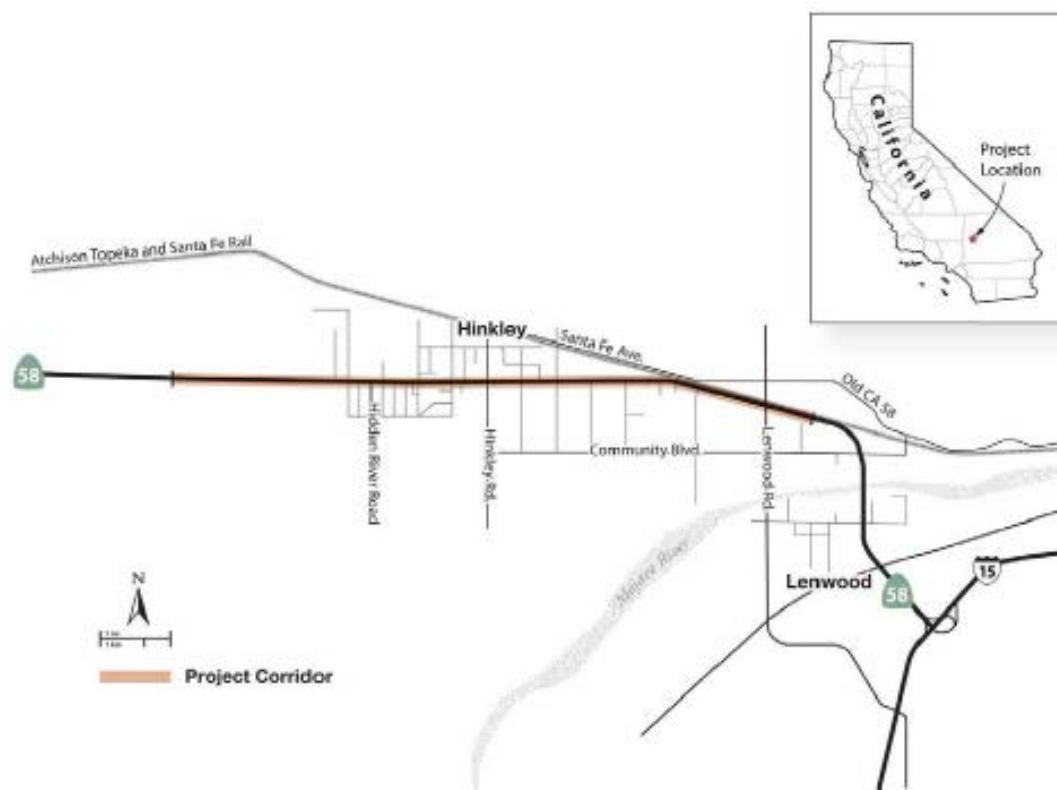 California
Project
Location
Atchison Topeka and Santa Fe Rail
Hinkley
Santa Fe Ave.
58
Old CA 58
Hidden River Road
Hinkley Rd.
Community Blvd.
Lenwood Rd.
Mojave River
Lenwood
15
58
N
Project Corridor